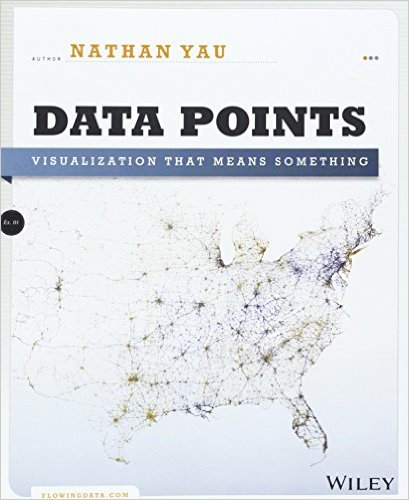 AUTHOR NATHAN YAU
DATA POINTS
VISUALIZATION THAT MEANS SOMETHING
Ex. 01
FLOWINGDATA.COM
WILEY